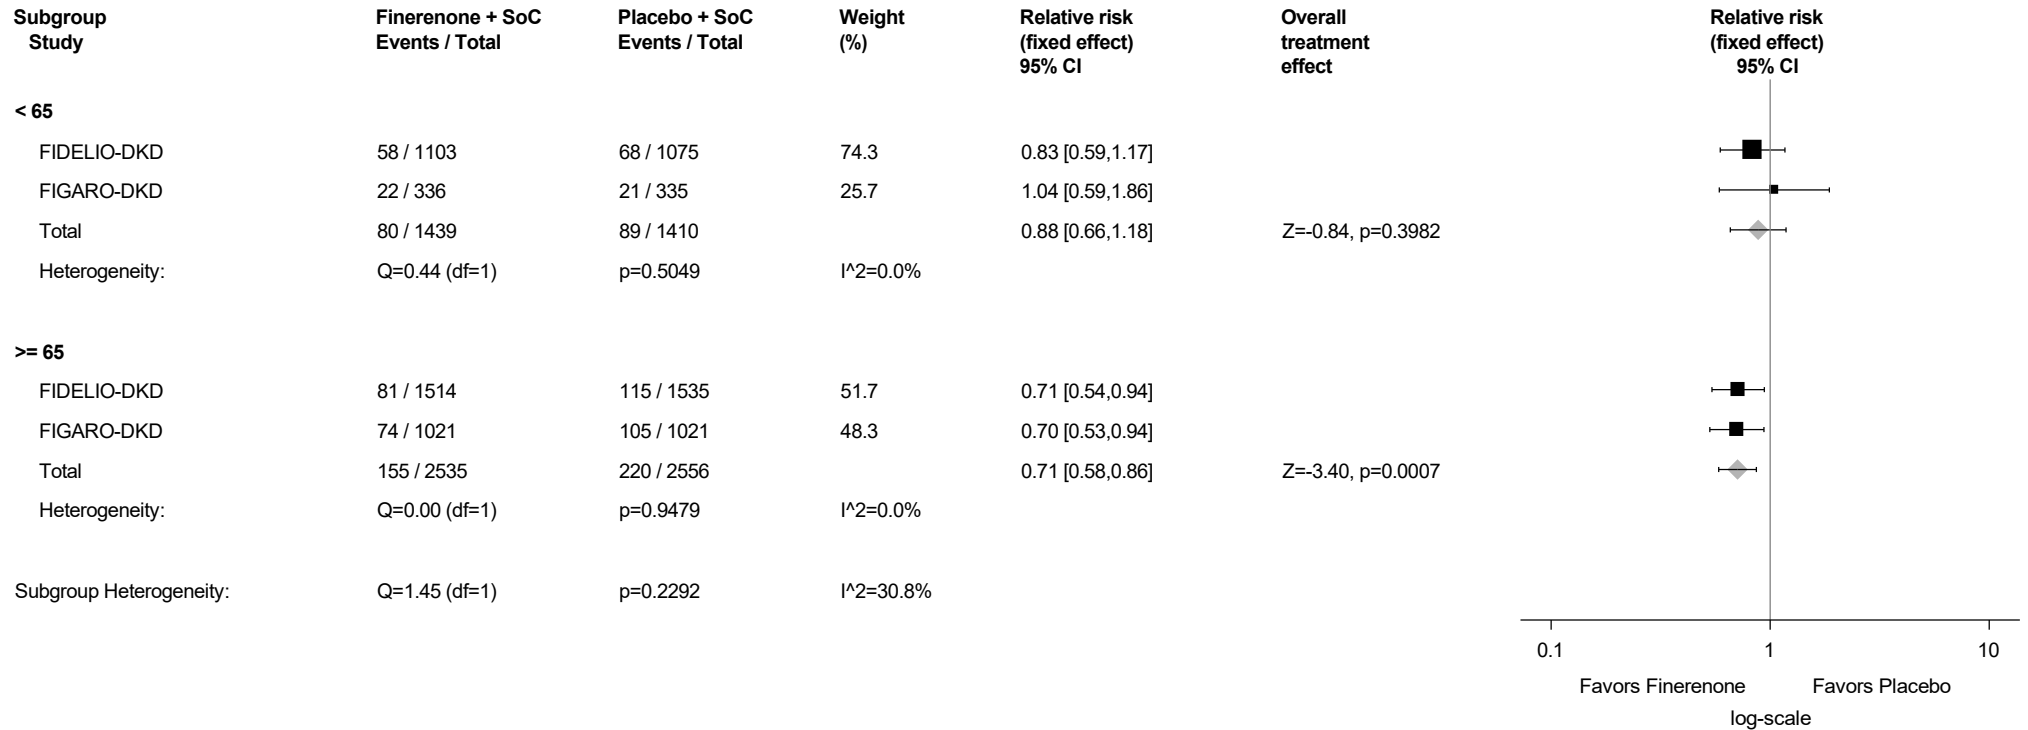 Subgroup Finerenone + SoC Placebo + SoC Weight Relative risk Overall Relative risk
Study Events / Total Events / Total (%) (fixed effect) treatment (fixed effect)
95% CI effect 95% CI
< 65
FIDELIO-DKD 58 / 1103 68 / 1075 74.3 0.83 [0.59,1.17]
FIGARO-DKD 22 / 336 21 / 335 25.7 1.04 [0.59,1.86]
Total 80 / 1439 89 / 1410 0.88 [0.66,1.18] Z=-0.84, p=0.3982
Heterogeneity: Q=0.44 (df=1) p=0.5049 I^2=0.0%
>= 65
FIDELIO-DKD 81 / 1514 115 / 1535 51.7 0.71 [0.54,0.94]
FIGARO-DKD 74 / 1021 105 / 1021 48.3 0.70 [0.53,0.94]
Total 155 / 2535 220 / 2556 0.71 [0.58,0.86] Z=-3.40, p=0.0007
Heterogeneity: Q=0.00 (df=1) p=0.9479 I^2=0.0%
Subgroup Heterogeneity: Q=1.45 (df=1) p=0.2292 I^2=30.8%
0.1 1 10
Favors Finerenone Favors Placebo
log-scale